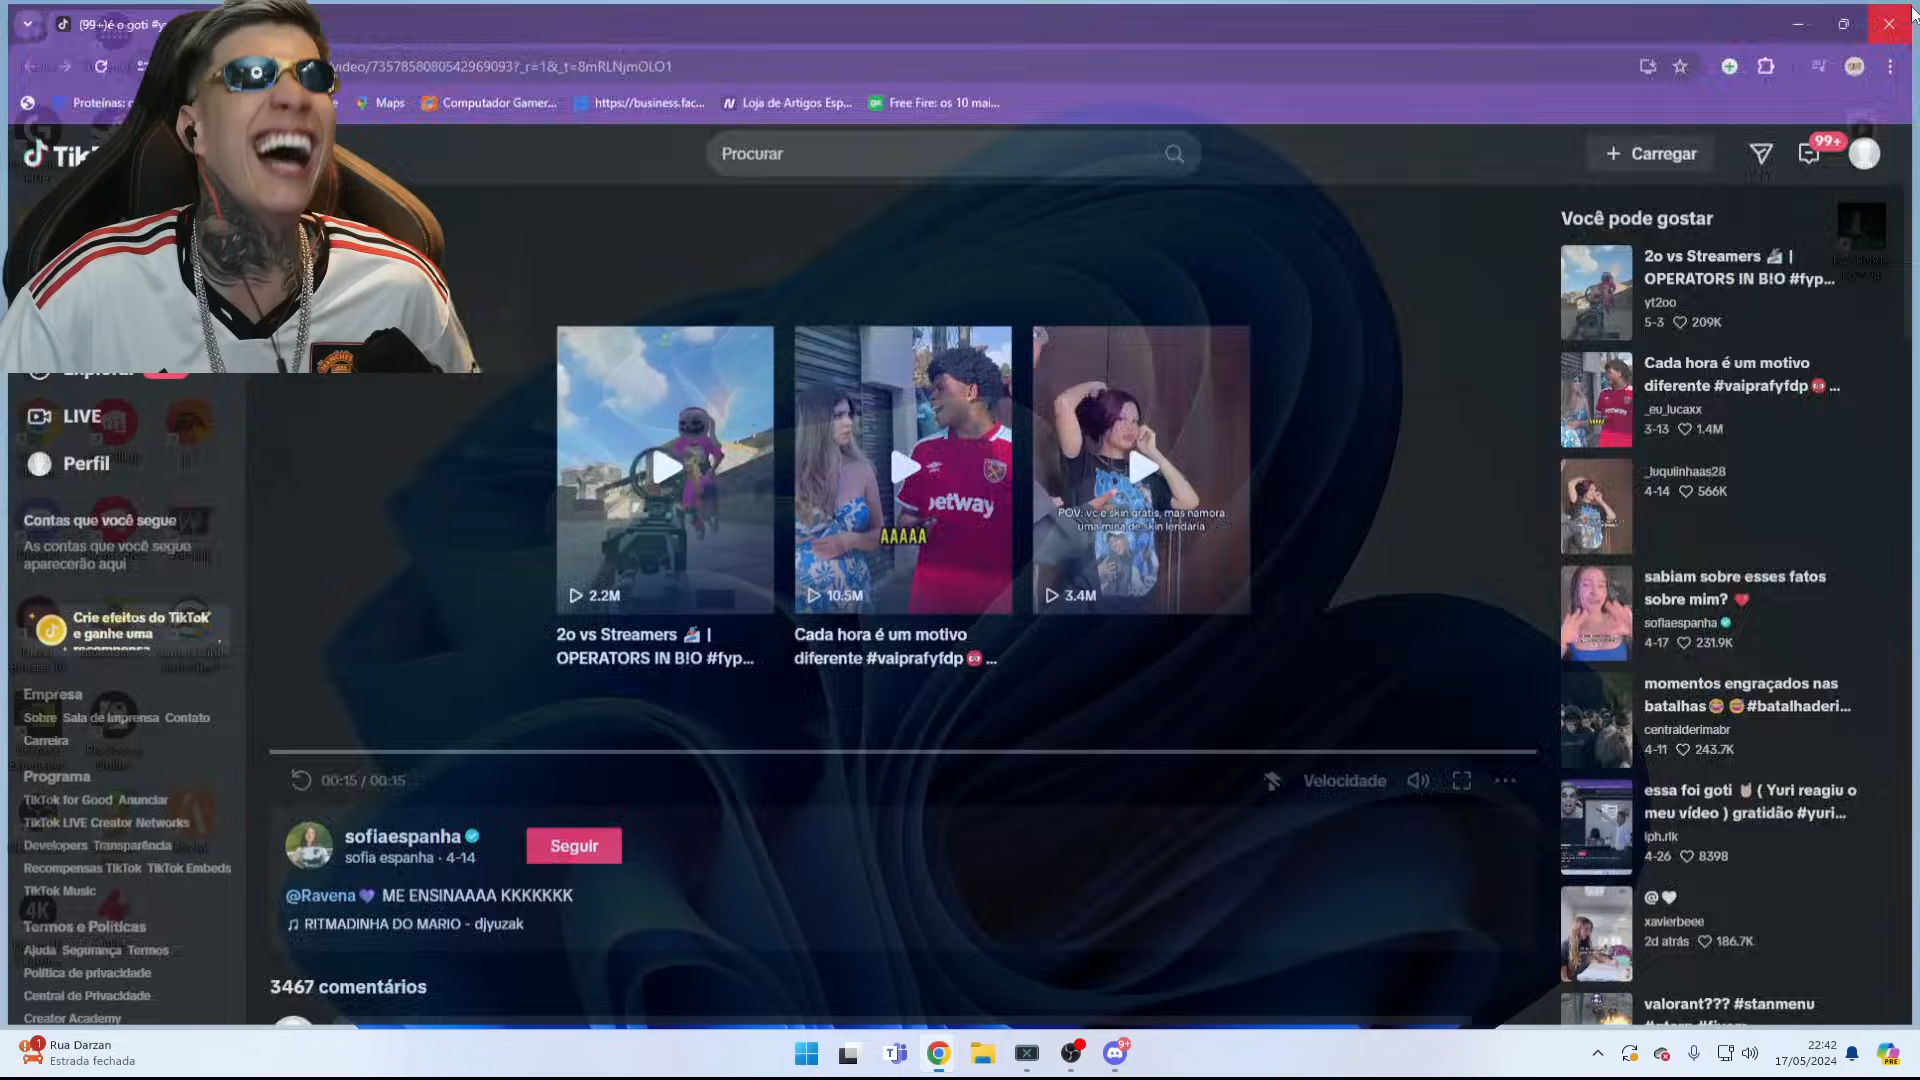 (99+)é o goti #y
video/7357858080542969093?_r=1&_t=8mRLNjmOLO1
Proteínas: c
Maps
Computador Gamer...
https://business.fac...
Loja de Artigos Esp...
Free Fire: os 10 mai...
Procurar
Carregar
99+
LIVE
Perfil
Contas que você segue
As contas que você segue
aparecerão aqui
Crie efeitos do TikTok
e ganhe uma
recompensa
Empresa
Sobre Sala de Imprensa Contato
Carreira
Programa
TikTok for Good Anunciar
TikTok LIVE Creator Networks
Developers Transparência
Recompensas TikTok TikTok Embeds
TikTok Music
Termos e Políticas
Ajuda Segurança Termos
Política de privacidade
Central de Privacidade
Creator Academy
betway
AAAAA
POV: vc é skin grátis, mas namora
uma mina de skin lendária
2.2M
10.5M
3.4M
2o vs Streamers |
OPERATORS IN B!O #fyp...
Cada hora é um motivo
diferente #vaiprafyfdp ...
00:15 / 00:15
Velocidade
sofiaespanha
sofia espanha · 4-14
Seguir
@Ravena 💜 ME ENSINAAAA KKKKKKK
♫ RITMADINHA DO MARIO - djyuzak
3467 comentários
Você pode gostar
2o vs Streamers |
OPERATORS IN B!O #fyp...
yt2oo
5-3 209K
Cada hora é um motivo
diferente #vaiprafyfdp ...
_eu_lucaxx
3-13 1.4M
_luquiinhaas28
4-14 566K
sabiam sobre esses fatos
sobre mim? ❤️
sofiaespanha
4-17 231.9K
momentos engraçados nas
batalhas😂 😅#batalhaderi...
centralderimabr
4-11 243.7K
essa foi goti ( Yuri reagiu o
meu vídeo ) gratidão #yuri...
lph.rlk
4-26 8398
@🤍
xavierbeee
2d atrás 186.7K
valorant??? #stanmenu
Rua Darzan
Estrada fechada
22:42
17/05/2024